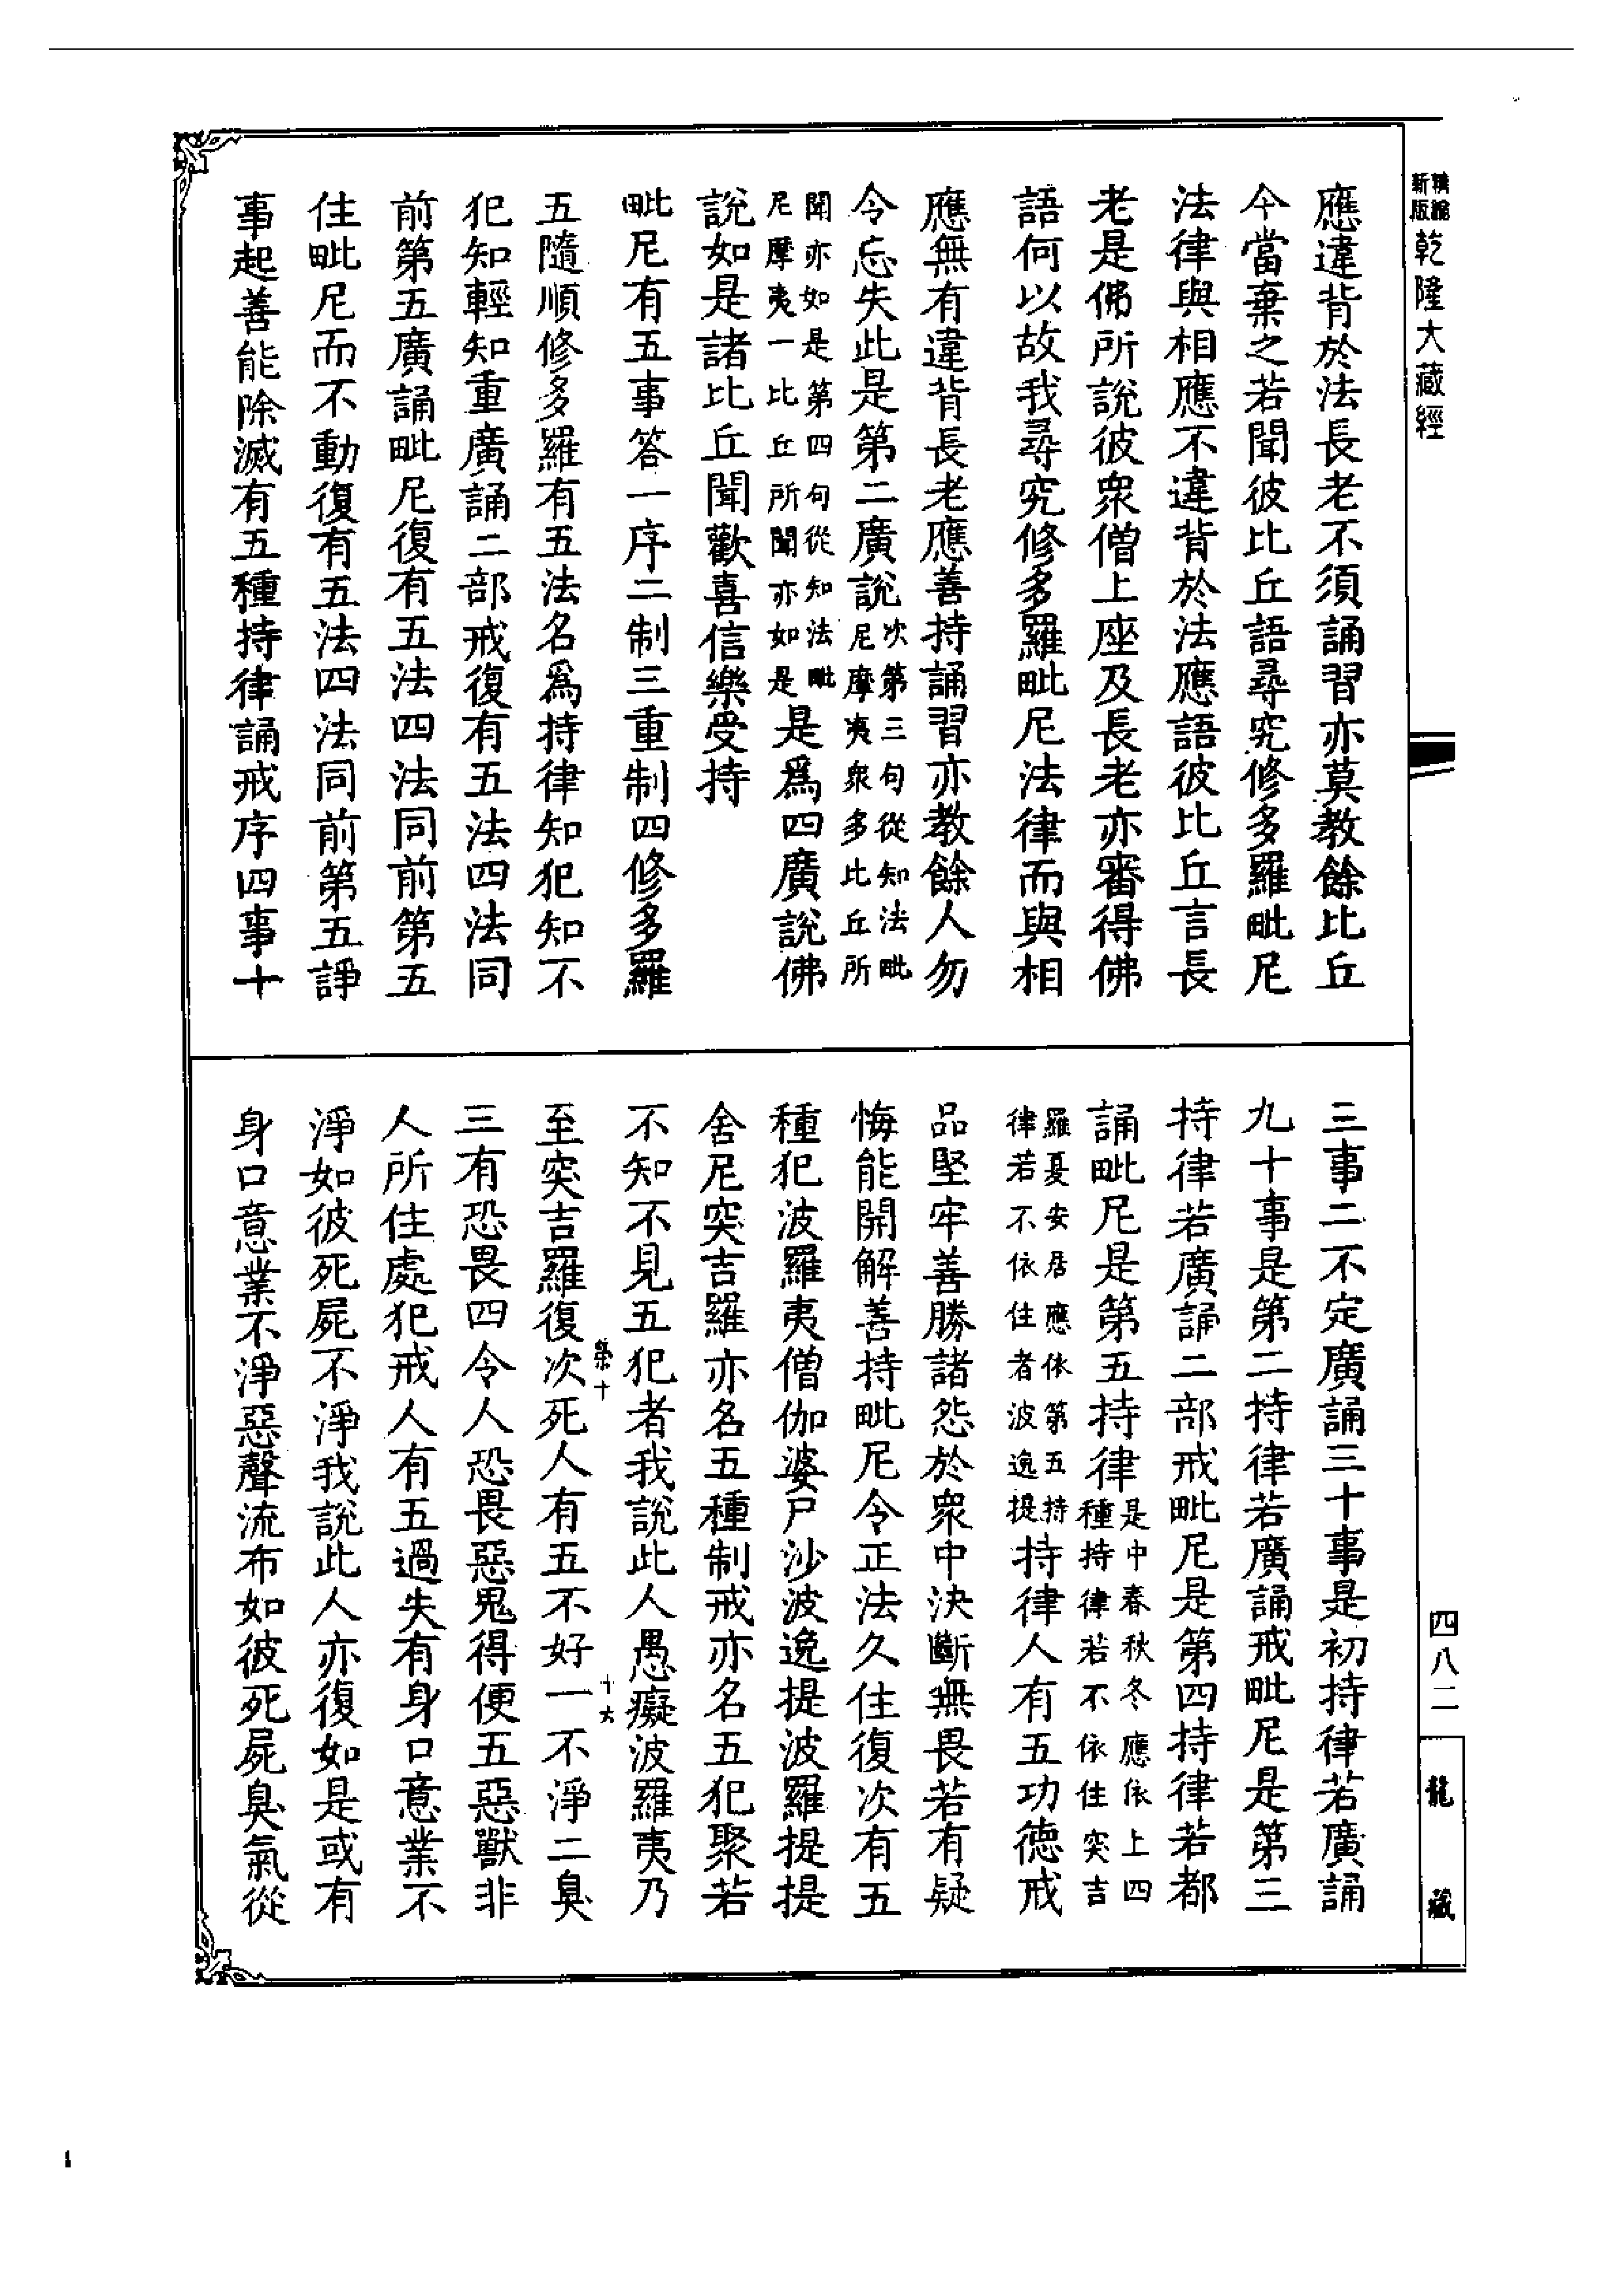 精縮新版乾隆大藏經
應違背於法長老不須誦習亦莫教餘比丘
今當棄之若聞彼比丘語尋究修多羅毗尼
法律與相應不違背於法應語彼比丘言長
老是佛所說彼衆僧上座及長老亦審得佛
語何以故我尋究修多羅毗尼法律而與相
應無有違背長老應善持誦習亦教餘人勿
令忘失此是第二廣說次第三句從知法毗尼摩夷衆多比丘所
聞亦如是第四句從知法毗尼摩夷一比丘所聞亦如是是爲四廣說佛
說如是諸比丘聞歡喜信樂受持
毗尼有五事答一序二制三重制四修多羅
五隨順修多羅有五法名爲持律知犯知不
犯知輕知重廣誦二部戒復有五法四法同
前第五廣誦毗尼復有五法四法同前第五
住毗尼而不動復有五法四法同前第五諍
事起善能除滅有五種持律誦戒序四事十
三事二不定廣誦三十事是初持律若廣誦
九十事是第二持律若廣誦戒毗尼是第三
持律若廣誦二部戒毗尼是第四持律若都
誦毗尼是第五持律是中春秋冬應依上四種持律若不依住突吉
羅夏安居應依第五持律若不依住者波逸提持律人有五功德戒
品堅牢善勝諸怨於衆中決斷無畏若有疑
悔能開解善持毗尼令正法久住復次有五
種犯波羅夷僧伽婆尸沙波逸提波羅提提
舍尼突吉羅亦名五種制戒亦名五犯聚若
不知不見五犯者我說此人愚癡波羅夷乃
至突吉羅復次死人有五不好一不淨二臭
三有恐畏四令人恐畏惡鬼得便五惡獸非
人所住處犯戒人有五過失有身口意業不
淨如彼死屍不淨我說此人亦復如是或有
身口意業不淨惡聲流布如彼死屍臭氣從
十六
四八二
龍藏